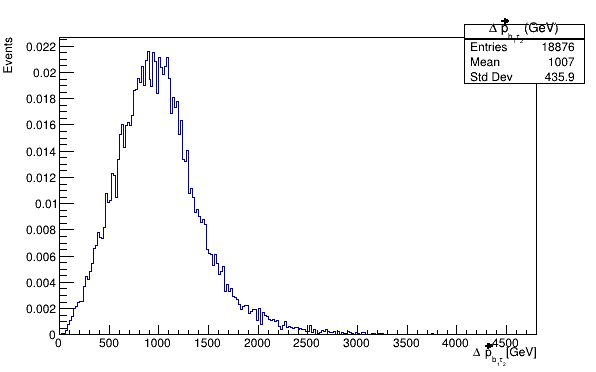 Δ p⃗ b₁τ₂ (GeV)
Entries 18876
Mean 1007
Std Dev 435.9
Events
0.022
0.02
0.018
0.016
0.014
0.012
0.01
0.008
0.006
0.004
0.002
0
0 500 1000 1500 2000 2500 3000 3500 4000 4500
Δ p⃗ b₁τ₂ [GeV]